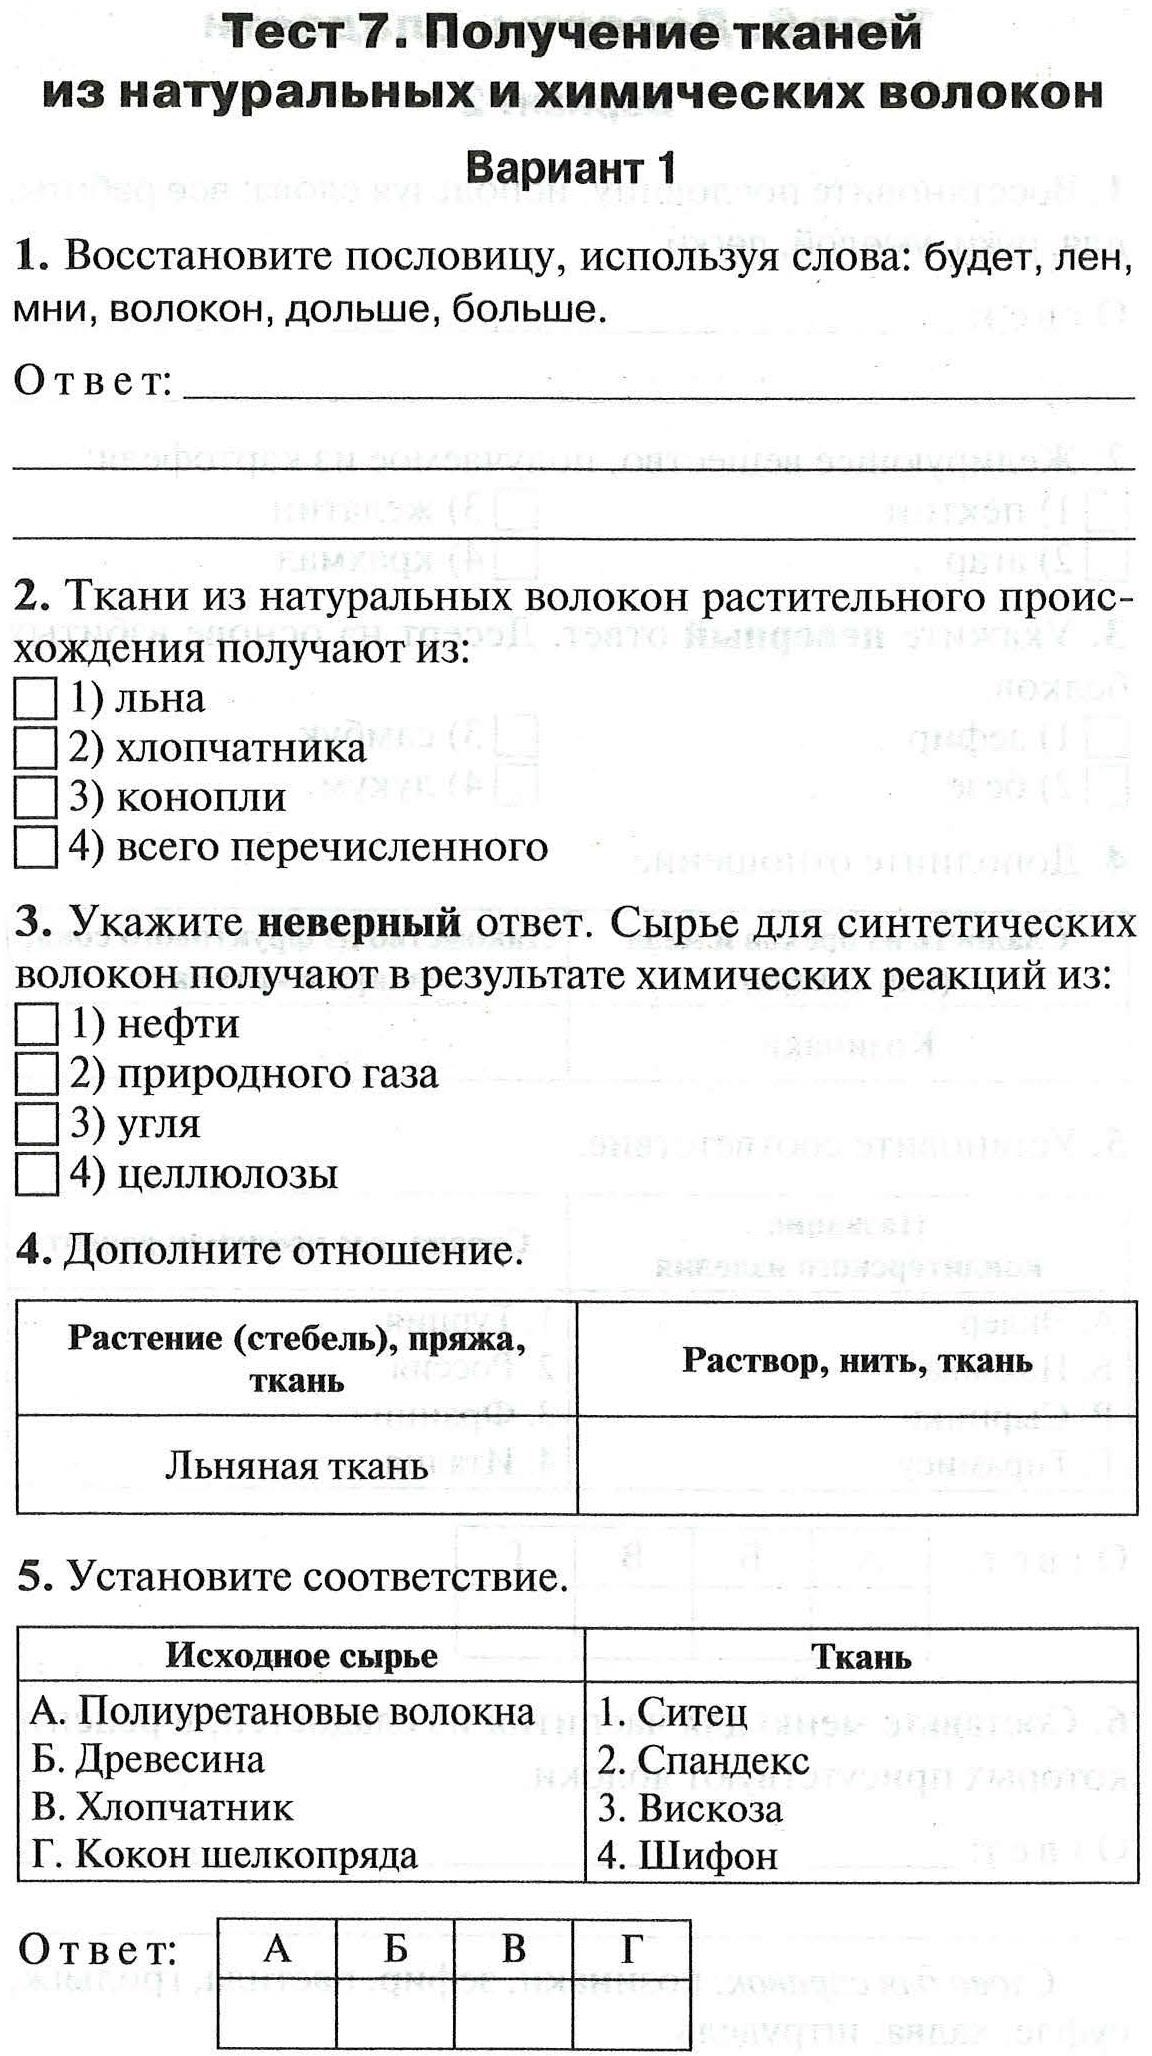 Тест 7. Получение тканей
из натуральных и химических волокон
Вариант 1
1. Восстановите пословицу, используя слова: будет, лен,
мни, волокон, дольше, больше.
Ответ:
2. Ткани из натуральных волокон растительного проис-
хождения получают из:
1) льна
2) хлопчатника
3) конопли
4) всего перечисленного
3. Укажите неверный ответ. Сырье для синтетических
волокон получают в результате химических реакций из:
1) нефти
2) природного газа
3) угля
4) целлюлозы
4. Дополните отношение.
Растение (стебель), пряжа,
ткань
Раствор, нить, ткань
Льняная ткань
5. Установите соответствие.
Исходное сырье
Ткань
А. Полиуретановые волокна
1. Ситец
Б. Древесина
2. Спандекс
В. Хлопчатник
3. Вискоза
Г. Кокон шелкопряда
4. Шифон
Ответ:
А Б В Г